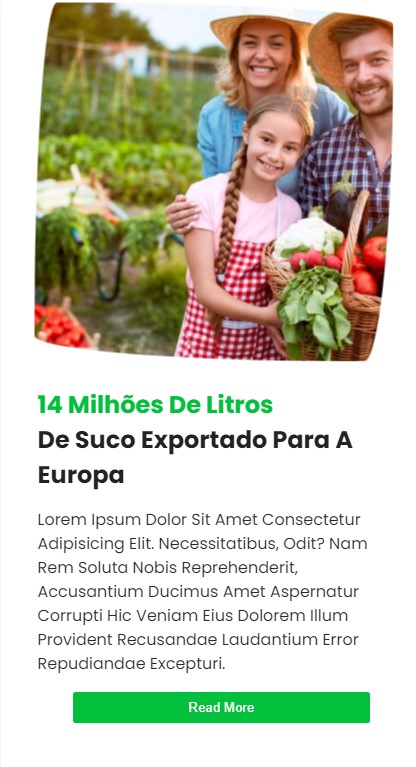 14 Milhões De Litros
De Suco Exportado Para A
Europa
Lorem Ipsum Dolor Sit Amet Consectetur
Adipisicing Elit. Necessitatibus, Odit? Nam
Rem Soluta Nobis Reprehenderit,
Accusantium Ducimus Amet Aspernatur
Corrupti Hic Veniam Eius Dolorem Illum
Provident Recusandae Laudantium Error
Repudiandae Excepturi.
Read More